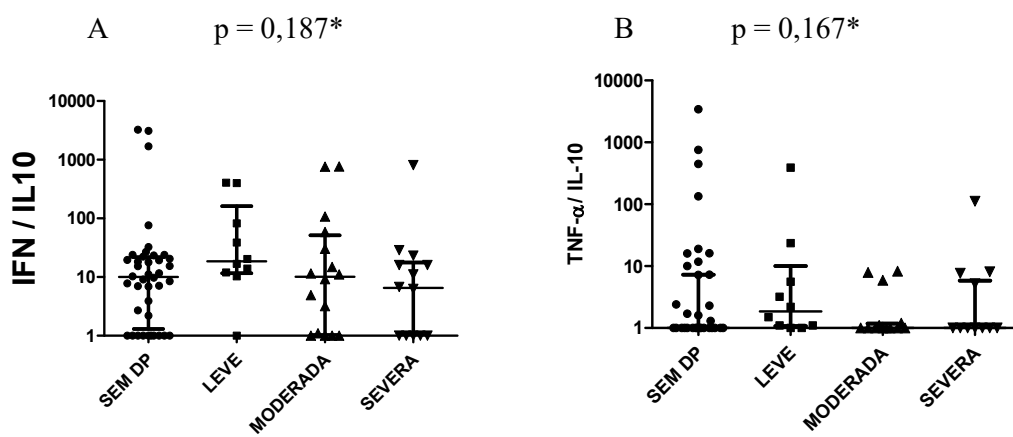 A p = 0,187*
IFN / IL10
10000
1000
100
10
1
SEM DP
LEVE
MODERADA
SEVERA
B p = 0,167*
TNF-α/ IL-10
10000
1000
100
10
1
SEM DP
LEVE
MODERADA
SEVERA